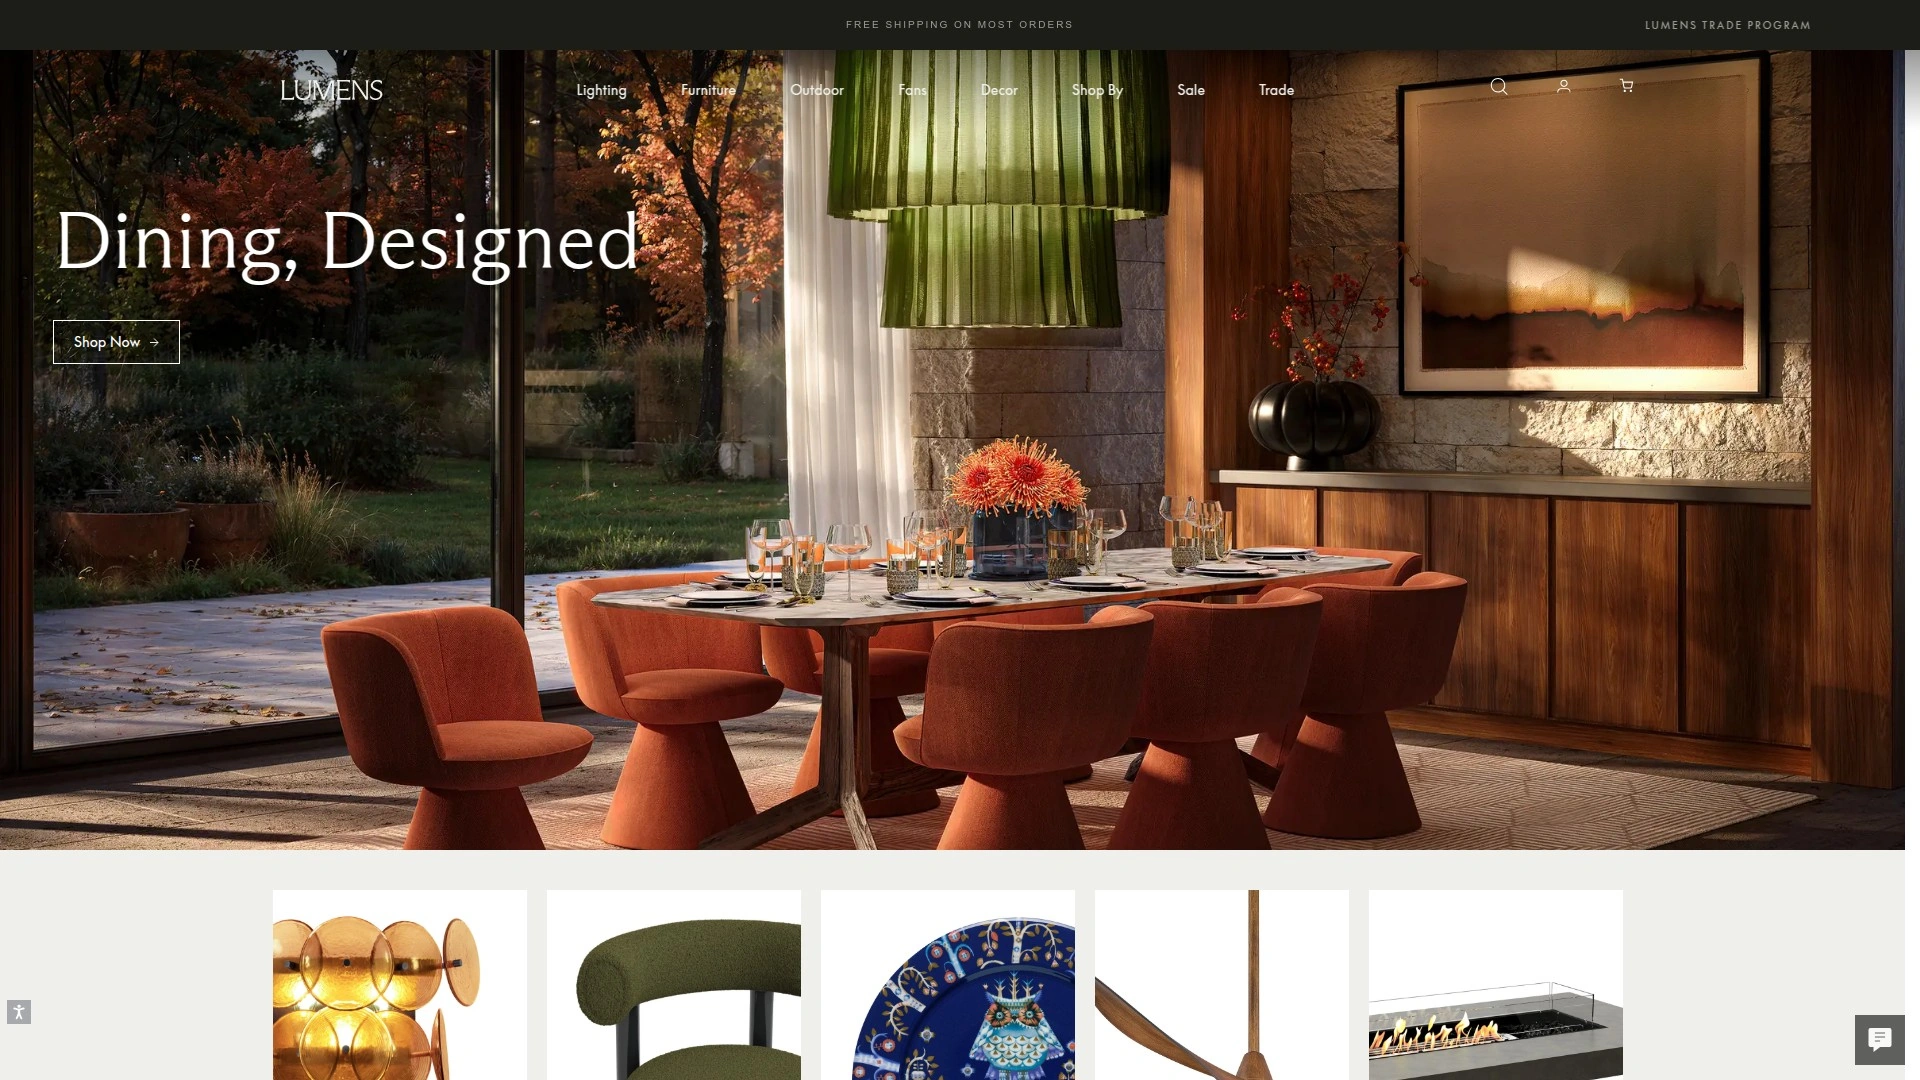 FREE SHIPPING ON MOST ORDERS
LUMENS TRADE PROGRAM
LUMENS
Lighting
Furniture
Outdoor
Fans
Decor
Shop By
Sale
Trade
Dining, Designed
Shop Now →